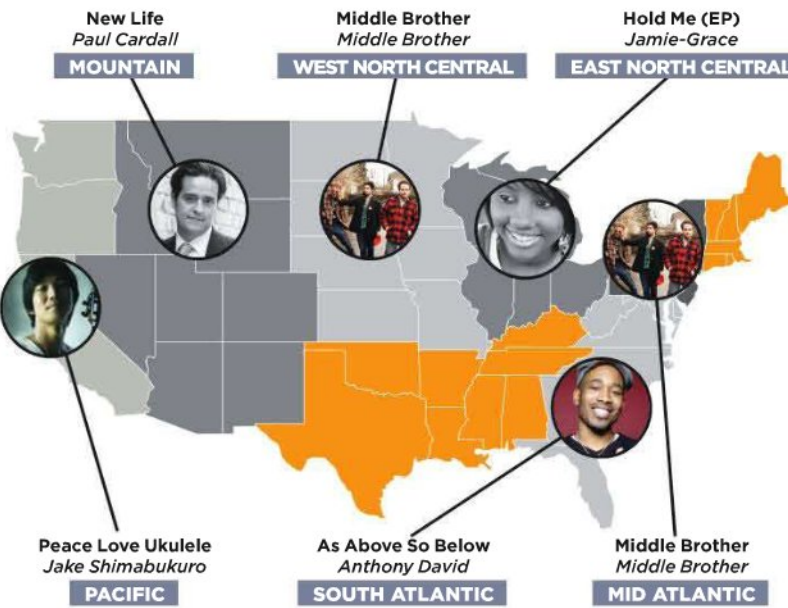 New Life
Paul Cardall
MOUNTAIN
Middle Brother
Middle Brother
WEST NORTH CENTRAL
Hold Me (EP)
Jamie-Grace
EAST NORTH CENTRAL
Peace Love Ukulele
Jake Shimabukuro
PACIFIC
As Above So Below
Anthony David
SOUTH ATLANTIC
Middle Brother
Middle Brother
MID ATLANTIC